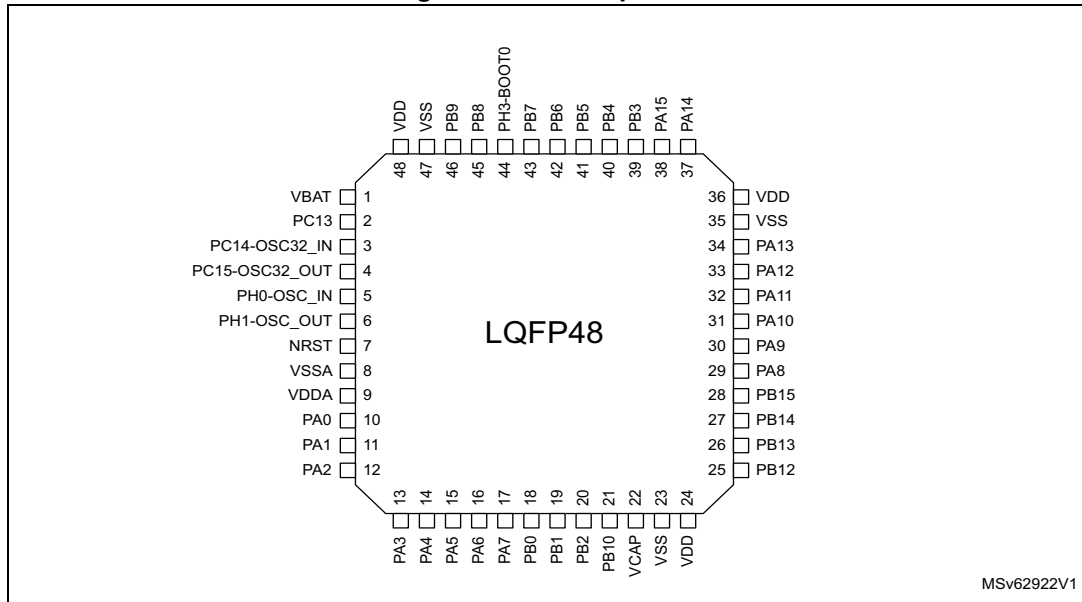 VDD VSS PB9 PB8 PH3-BOOT0 PB7 PB6 PB5 PB4 PB3 PA15 PA14
48 47 46 45 44 43 42 41 40 39 38 37
VBAT 1 36 VDD
PC13 2 35 VSS
PC14-OSC32_IN 3 34 PA13
PC15-OSC32_OUT 4 33 PA12
PH0-OSC_IN 5 32 PA11
PH1-OSC_OUT 6 31 PA10
LQFP48
NRST 7 30 PA9
VSSA 8 29 PA8
VDDA 9 28 PB15
PA0 10 27 PB14
PA1 11 26 PB13
PA2 12 25 PB12
13 14 15 16 17 18 19 20 21 22 23 24
PA3 PA4 PA5 PA6 PA7 PB0 PB1 PB2 PB10 VCAP VSS VDD
MSv62922V1